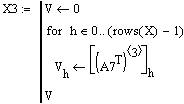 X3 := | V ← 0
for h ∈ 0..(rows(X) − 1)
V_h ← [(A7^T)^⟨3⟩]_h
V